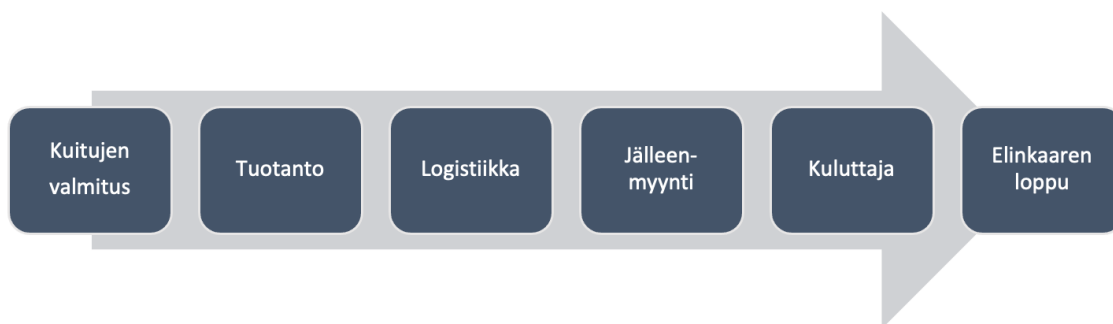 Kuitujen
valmitus
Tuotanto
Logistiikka
Jälleen-
myynti
Kuluttaja
Elinkaaren
loppu